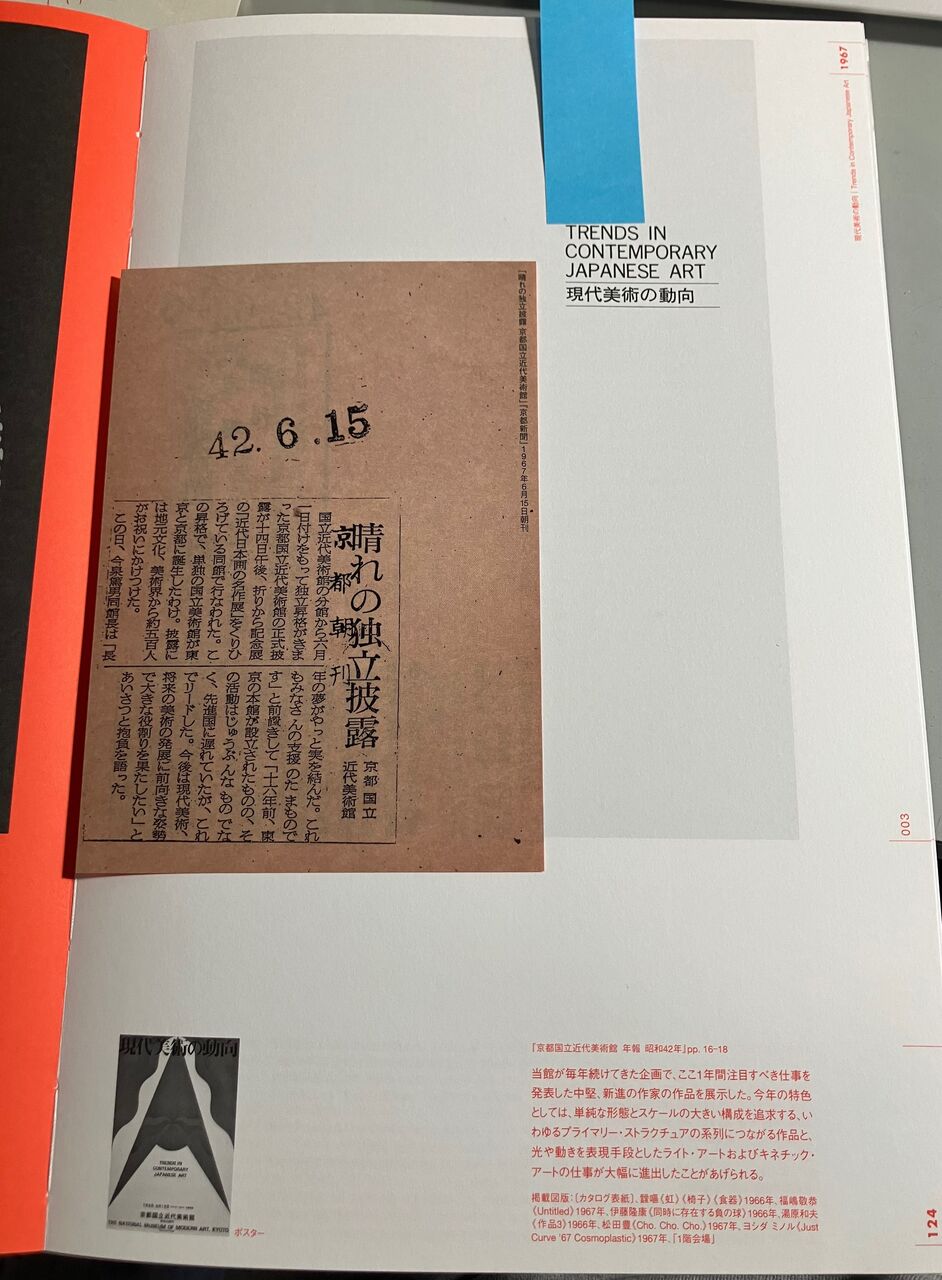 1967
現代美術の動向 | Trends in Contemporary Japanese Art
TRENDS IN
CONTEMPORARY
JAPANESE ART
現代美術の動向
「晴れの独立披露 京都国立近代美術館」『京都新聞』1967年6月15日朝刊
42.6.15
京都朝刊
晴れの独立披露
京都国立
近代美術館
国立近代美術館の分館から六月
一日付けをもって独立昇格がきま
った京都国立近代美術館の正式披
露が十四日午後、折りから記念展
の「近代日本画の名作展」をくりひ
ろげている同館で行なわれた。こ
の昇格で、単独の国立美術館が東
京と京都に誕生したわけ。披露に
は地元文化、美術界から約五百人
がお祝いにかけつけた。
この日、今泉篤男同館長は「長
年の夢がやっと実を結んだ。これ
もみなさんの支援のたまもので
す」と前置きして「十六年前、東
京の本館が設立されたものの、そ
の活動はじゅうぶんなものでな
く、先進国に遅れていたが、これ
でリードした。今後は現代美術、
将来の美術の発展に前向きな姿勢
で大きな役割りを果たしたい」と
あいさつと抱負を語った。
003
現代美術の動向
TRENDS IN
CONTEMPORARY
JAPANESE ART
京都国立近代美術館
THE NATIONAL MUSEUM OF MODERN ART, KYOTO
ポスター
『京都国立近代美術館 年報 昭和42年』pp. 16-18
当館が毎年続けてきた企画で、ここ1年間注目すべき仕事を
発表した中堅、新進の作家の作品を展示した。今年の特色
としては、単純な形態とスケールの大きい構成を追求する、い
わゆるプライマリー・ストラクチュアの系列につながる作品と、
光や動きを表現手段としたライト・アートおよびキネチック・
アートの仕事が大幅に進出したことがあげられる。
掲載図版：［カタログ表紙］、靉嘔《虹》《椅子》《食器》1966年、福嶋敬恭
《Untitled》1967年、伊藤隆康《同時に存在する負の球》1966年、湯原和夫
《作品3》1966年、松田豊《Cho. Cho. Cho.》1967年、ヨシダ ミノル《Just
Curve '67 Cosmoplastic》1967年、「1階会場」
124